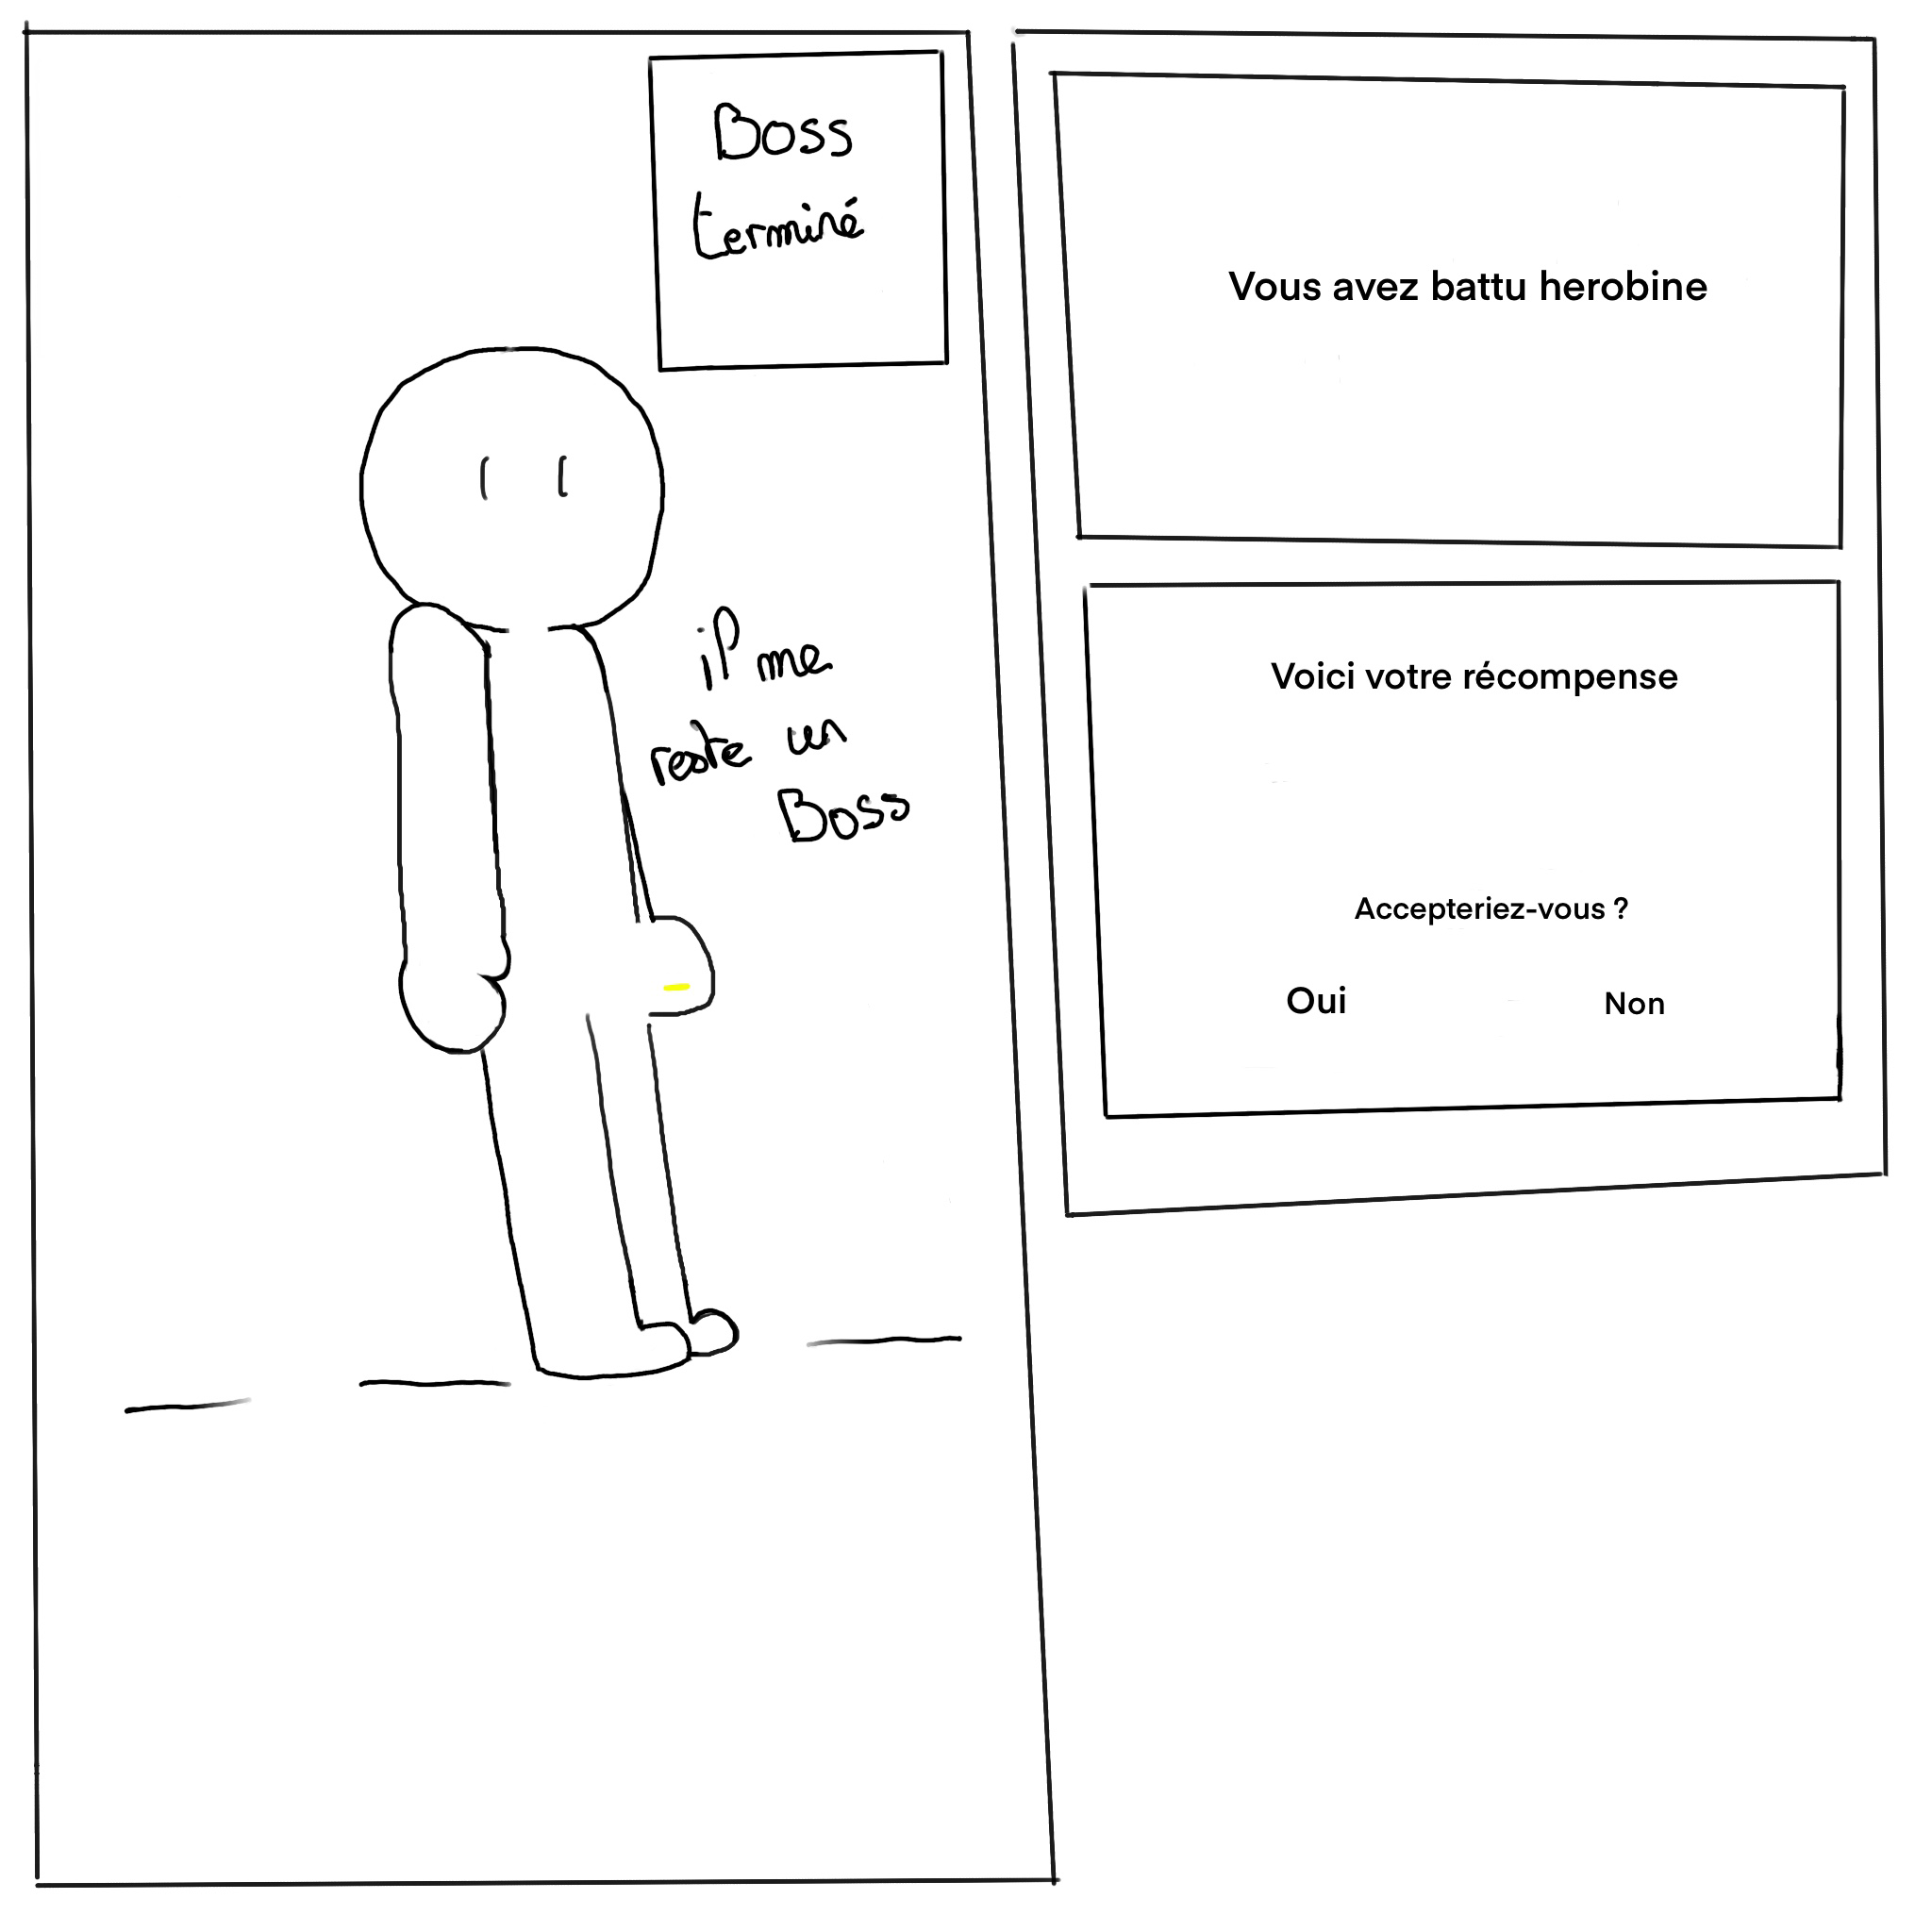 Boss
terminé
il me
reste un
Boss
Vous avez battu herobine
Voici votre récompense
Accepteriez-vous ?
Oui Non